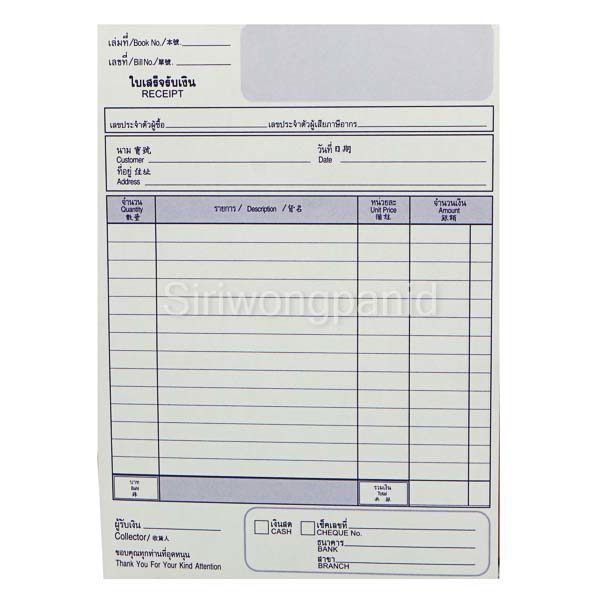 เล่มที่/Book No./本號.
เลขที่/Bill No./單號.
ใบเสร็จรับเงิน
RECEIPT
เลขประจำตัวผู้ซื้อ เลขประจำตัวผู้เสียภาษีอากร
นาม 寶號 วันที่ 日期
Customer Date
ที่อยู่ 住址
Address
จำนวน หน่วยละ จำนวนเงิน
Quantity รายการ / Description / 貨名 Unit Price Amount
數量 價銀 銀額
Siriwongpanid
บาท รวมเงิน
Baht Total
ผู้รับเงิน เงินสด เช็คเลขที่
Collector/ 收貨人 CASH CHEQUE No.
ธนาคาร
ขอบคุณทุกท่านที่อุดหนุน BANK
สาขา
Thank You For Your Kind Attention BRANCH